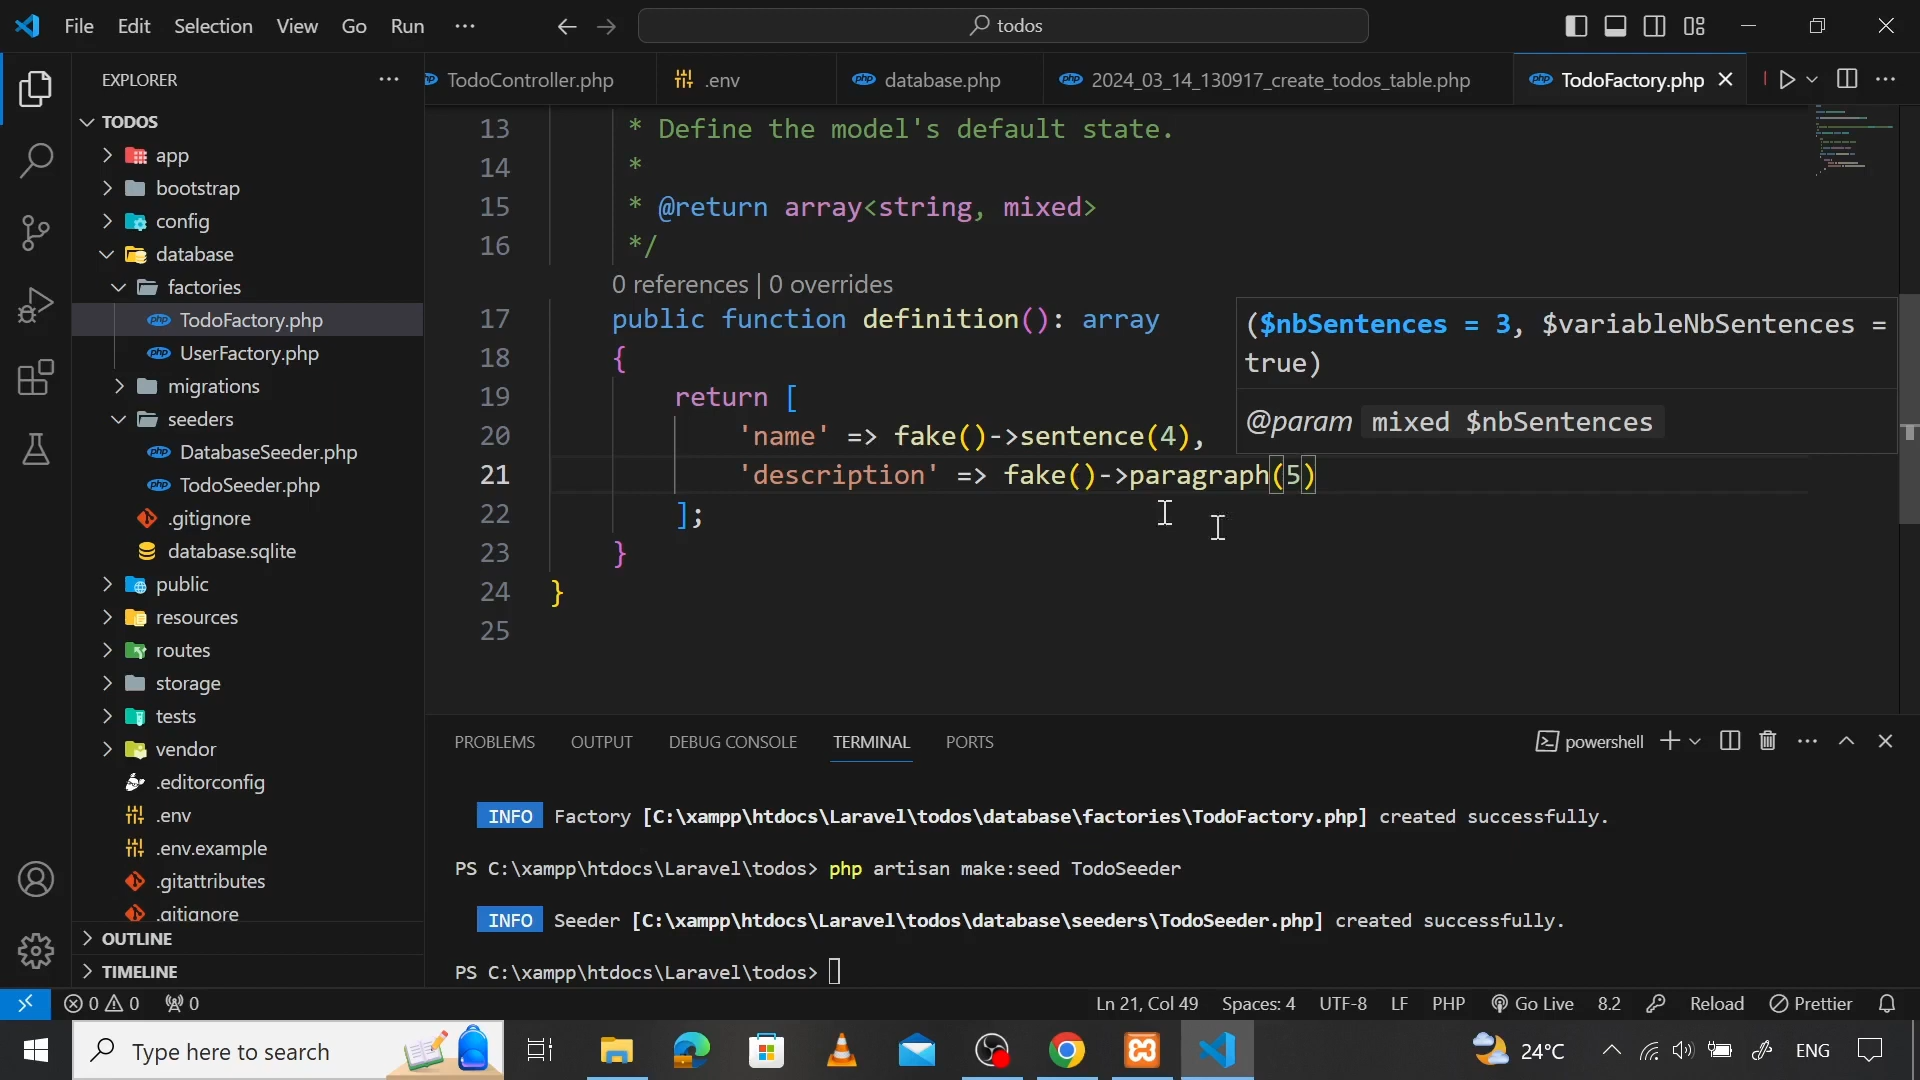 File Edit Selection View Go Run ···
todos
EXPLORER
TodoController.php
.env
database.php
2024_03_14_130917_create_todos_table.php
TodoFactory.php
TODOS
app
bootstrap
config
database
factories
TodoFactory.php
UserFactory.php
migrations
seeders
DatabaseSeeder.php
TodoSeeder.php
.gitignore
database.sqlite
public
resources
routes
storage
tests
vendor
.editorconfig
.env
.env.example
.gitattributes
.gitignore
OUTLINE
TIMELINE
13 * Define the model's default state.
14 *
15 * @return array<string, mixed>
16 */
0 references | 0 overrides
17 public function definition(): array
18 {
19 return [
20 'name' => fake()->sentence(4),
21 'description' => fake()->paragraph(5)
22 ];
23 }
24 }
25
($nbSentences = 3, $variableNbSentences =
true)
@param mixed $nbSentences
PROBLEMS OUTPUT DEBUG CONSOLE TERMINAL PORTS
powershell
INFO Factory [C:\xampp\htdocs\Laravel\todos\database\factories\TodoFactory.php] created successfully.
PS C:\xampp\htdocs\Laravel\todos> php artisan make:seed TodoSeeder
INFO Seeder [C:\xampp\htdocs\Laravel\todos\database\seeders\TodoSeeder.php] created successfully.
PS C:\xampp\htdocs\Laravel\todos>
0 0 0
Ln 21, Col 49 Spaces: 4 UTF-8 LF PHP Go Live 8.2 Reload Prettier
Type here to search
24°C
ENG